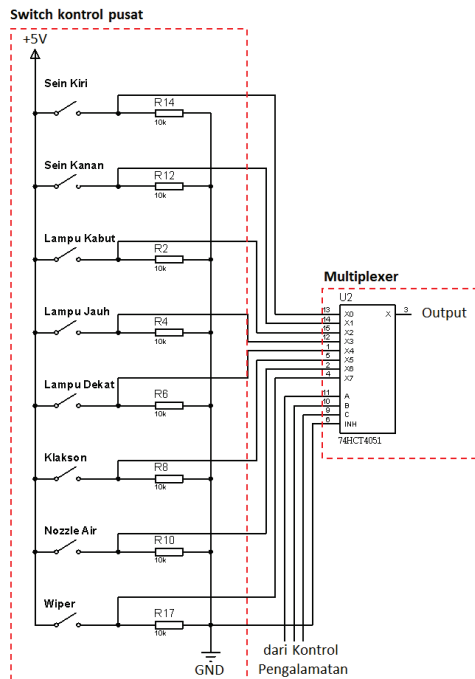 Switch kontrol pusat
+5V
Sein Kiri
R14
10k
Sein Kanan
R12
10k
Lampu Kabut
R2
10k
Lampu Jauh
R4
10k
Lampu Dekat
R6
10k
Klakson
R8
10k
Nozzle Air
R10
10k
Wiper
R17
10k
GND
Multiplexer
U2
13 X0 X 3 Output
14 X1
15 X2
12 X3
1 X4
5 X5
2 X6
4 X7
11 A
10 B
9 C
6 INH
74HCT4051
dari Kontrol
Pengalamatan